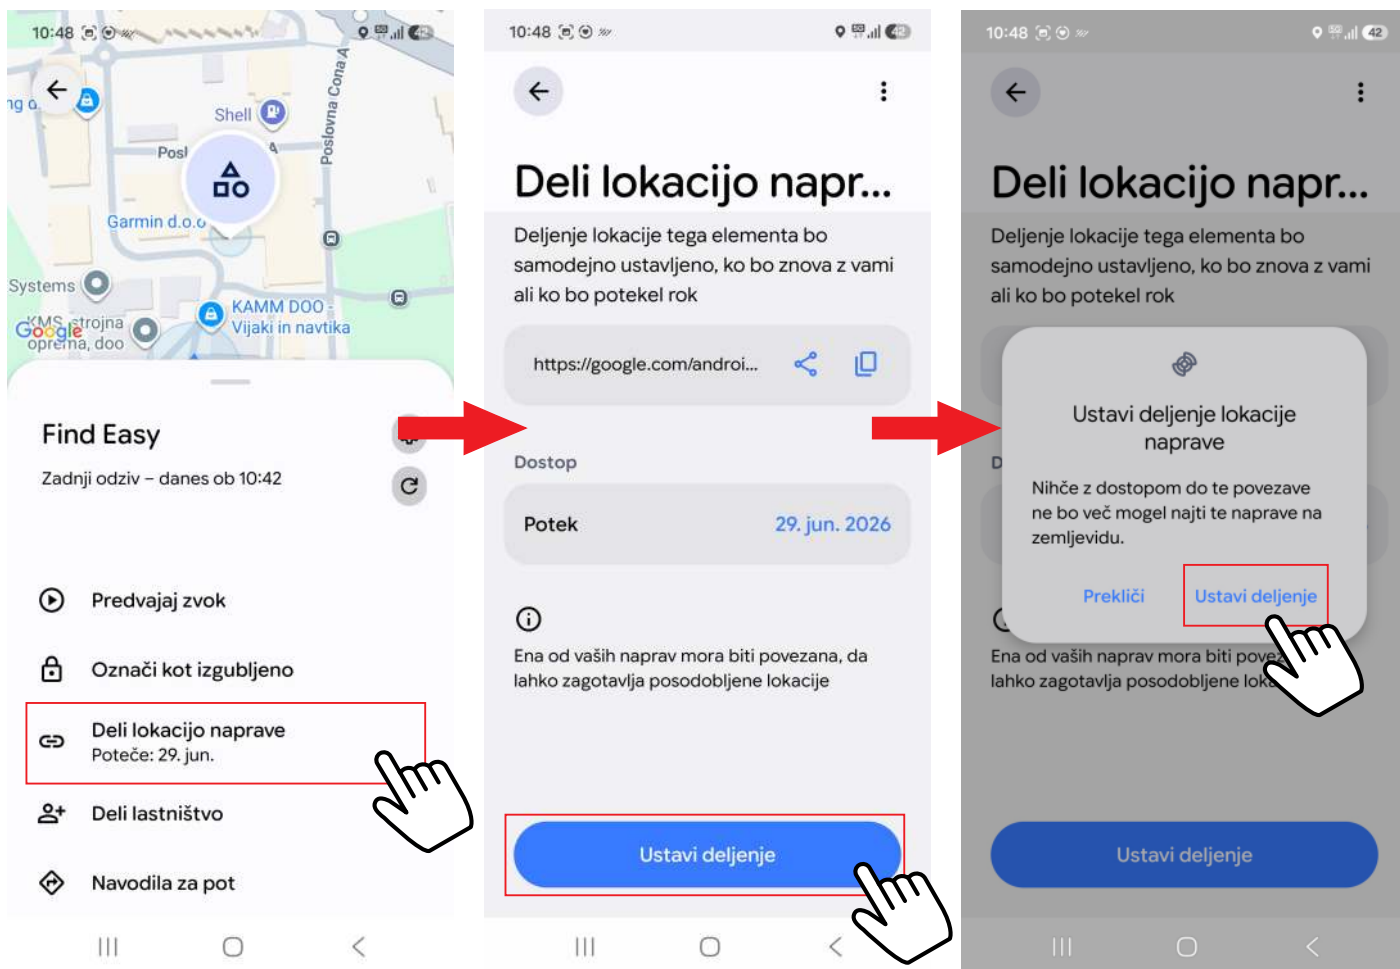 10:48
42
ng d.
Shell
Poslovna Cona A
Posl
A
Garmin d.o.o
Systems
KAMM DOO -
Vijaki in navtika
KMS strojna
oprema, doo
Google
Find Easy
Zadnji odziv – danes ob 10:42
Predvajaj zvok
Označi kot izgubljeno
Deli lokacijo naprave
Poteče: 29. jun.
Deli lastništvo
Navodila za pot
10:48
42
Deli lokacijo napr...
Deljenje lokacije tega elementa bo
samodejno ustavljeno, ko bo znova z vami
ali ko bo potekel rok
https://google.com/androi...
Dostop
Potek 29. jun. 2026
Ena od vaših naprav mora biti povezana, da
lahko zagotavlja posodobljene lokacije
Ustavi deljenje
10:48
42
Deli lokacijo napr...
Deljenje lokacije tega elementa bo
samodejno ustavljeno, ko bo znova z vami
ali ko bo potekel rok
Ustavi deljenje lokacije
naprave
D
Nihče z dostopom do te povezave
ne bo več mogel najti te naprave na
zemljevidu.
Prekliči Ustavi deljenje
Ena od vaših naprav mora biti povez
lahko zagotavlja posodobljene lok
Ustavi deljenje